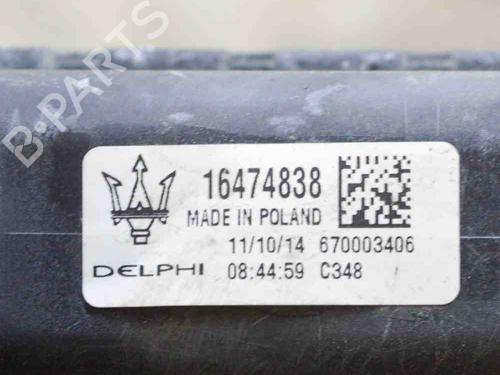 B-PARTS
16474838
MADE IN POLAND
11/10/14 670003406
DELPHI 08:44:59 C348